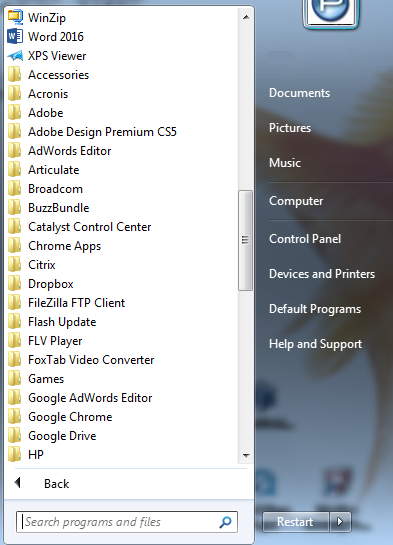 WinZip
Word 2016
XPS Viewer
Accessories
Acronis
Adobe
Adobe Design Premium CS5
AdWords Editor
Articulate
Broadcom
BuzzBundle
Catalyst Control Center
Chrome Apps
Citrix
Dropbox
FileZilla FTP Client
Flash Update
FLV Player
FoxTab Video Converter
Games
Google AdWords Editor
Google Chrome
Google Drive
HP
Back
Search programs and files
Documents
Pictures
Music
Computer
Control Panel
Devices and Printers
Default Programs
Help and Support
Restart